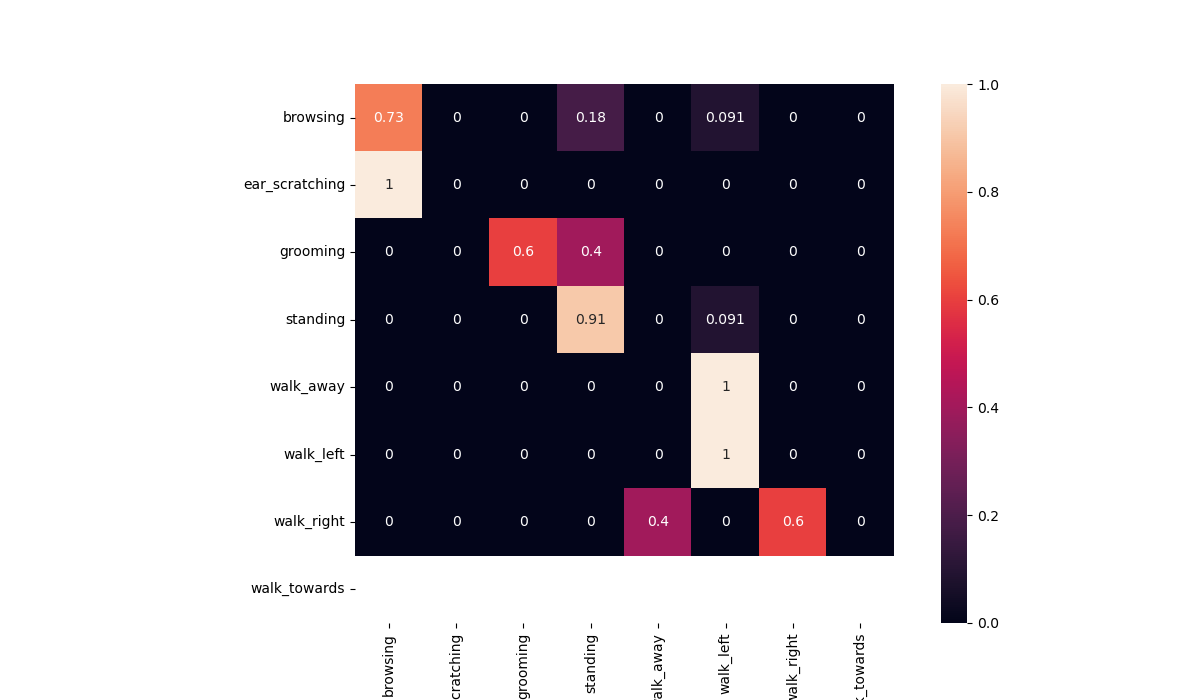 browsing 0.73 0 0 0.18 0 0.091 0 0
ear_scratching 1 0 0 0 0 0 0 0
grooming 0 0 0.6 0.4 0 0 0 0
standing 0 0 0 0.91 0 0.091 0 0
walk_away 0 0 0 0 0 1 0 0
walk_left 0 0 0 0 0 1 0 0
walk_right 0 0 0 0 0.4 0 0.6 0
walk_towards
browsing
cratching
grooming
standing
alk_away
walk_left
walk_right
_towards
1.0
0.8
0.6
0.4
0.2
0.0